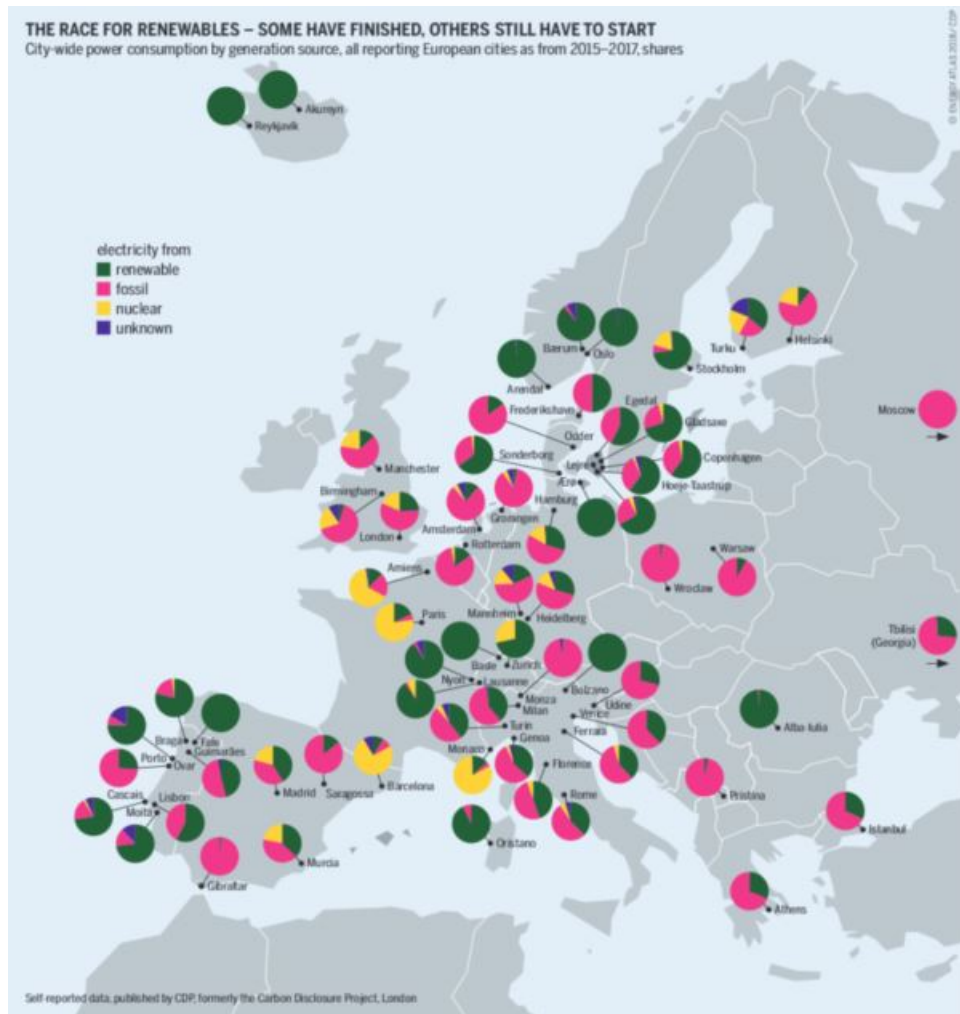 THE RACE FOR RENEWABLES – SOME HAVE FINISHED, OTHERS STILL HAVE TO START
City-wide power consumption by generation source, all reporting European cities as from 2015–2017, shares
© ENERGY ATLAS 2018/ CDP
Akureyri
Reykjavik
electricity from
renewable
fossil
nuclear
unknown
Bærum
Oslo
Turku
Helsinki
Stockholm
Arendal
Frederikshavn
Egedal
Gladsaxe
Moscow
Odder
Sonderborg
Lejre
Copenhagen
Manchester
Ærø
Hoeje-Taastrup
Birmingham
Hamburg
Groningen
Amsterdam
London
Rotterdam
Warsaw
Amiens
Wroclaw
Paris
Mannheim
Heidelberg
Tbilisi
(Georgia)
Basle
Zurich
Nyon
Lausanne
Bolzano
Monza
Milan
Udine
Venice
Turin
Ferrara
Alba-Iulia
Braga
Fafe
Guimarães
Porto
Ovar
Genoa
Monaco
Florence
Cascais
Lisbon
Madrid
Saragossa
Barcelona
Rome
Pristina
Moita
Istanbul
Oristano
Murcia
Gibraltar
Athens
Self-reported data, published by CDP, formerly the Carbon Disclosure Project, London